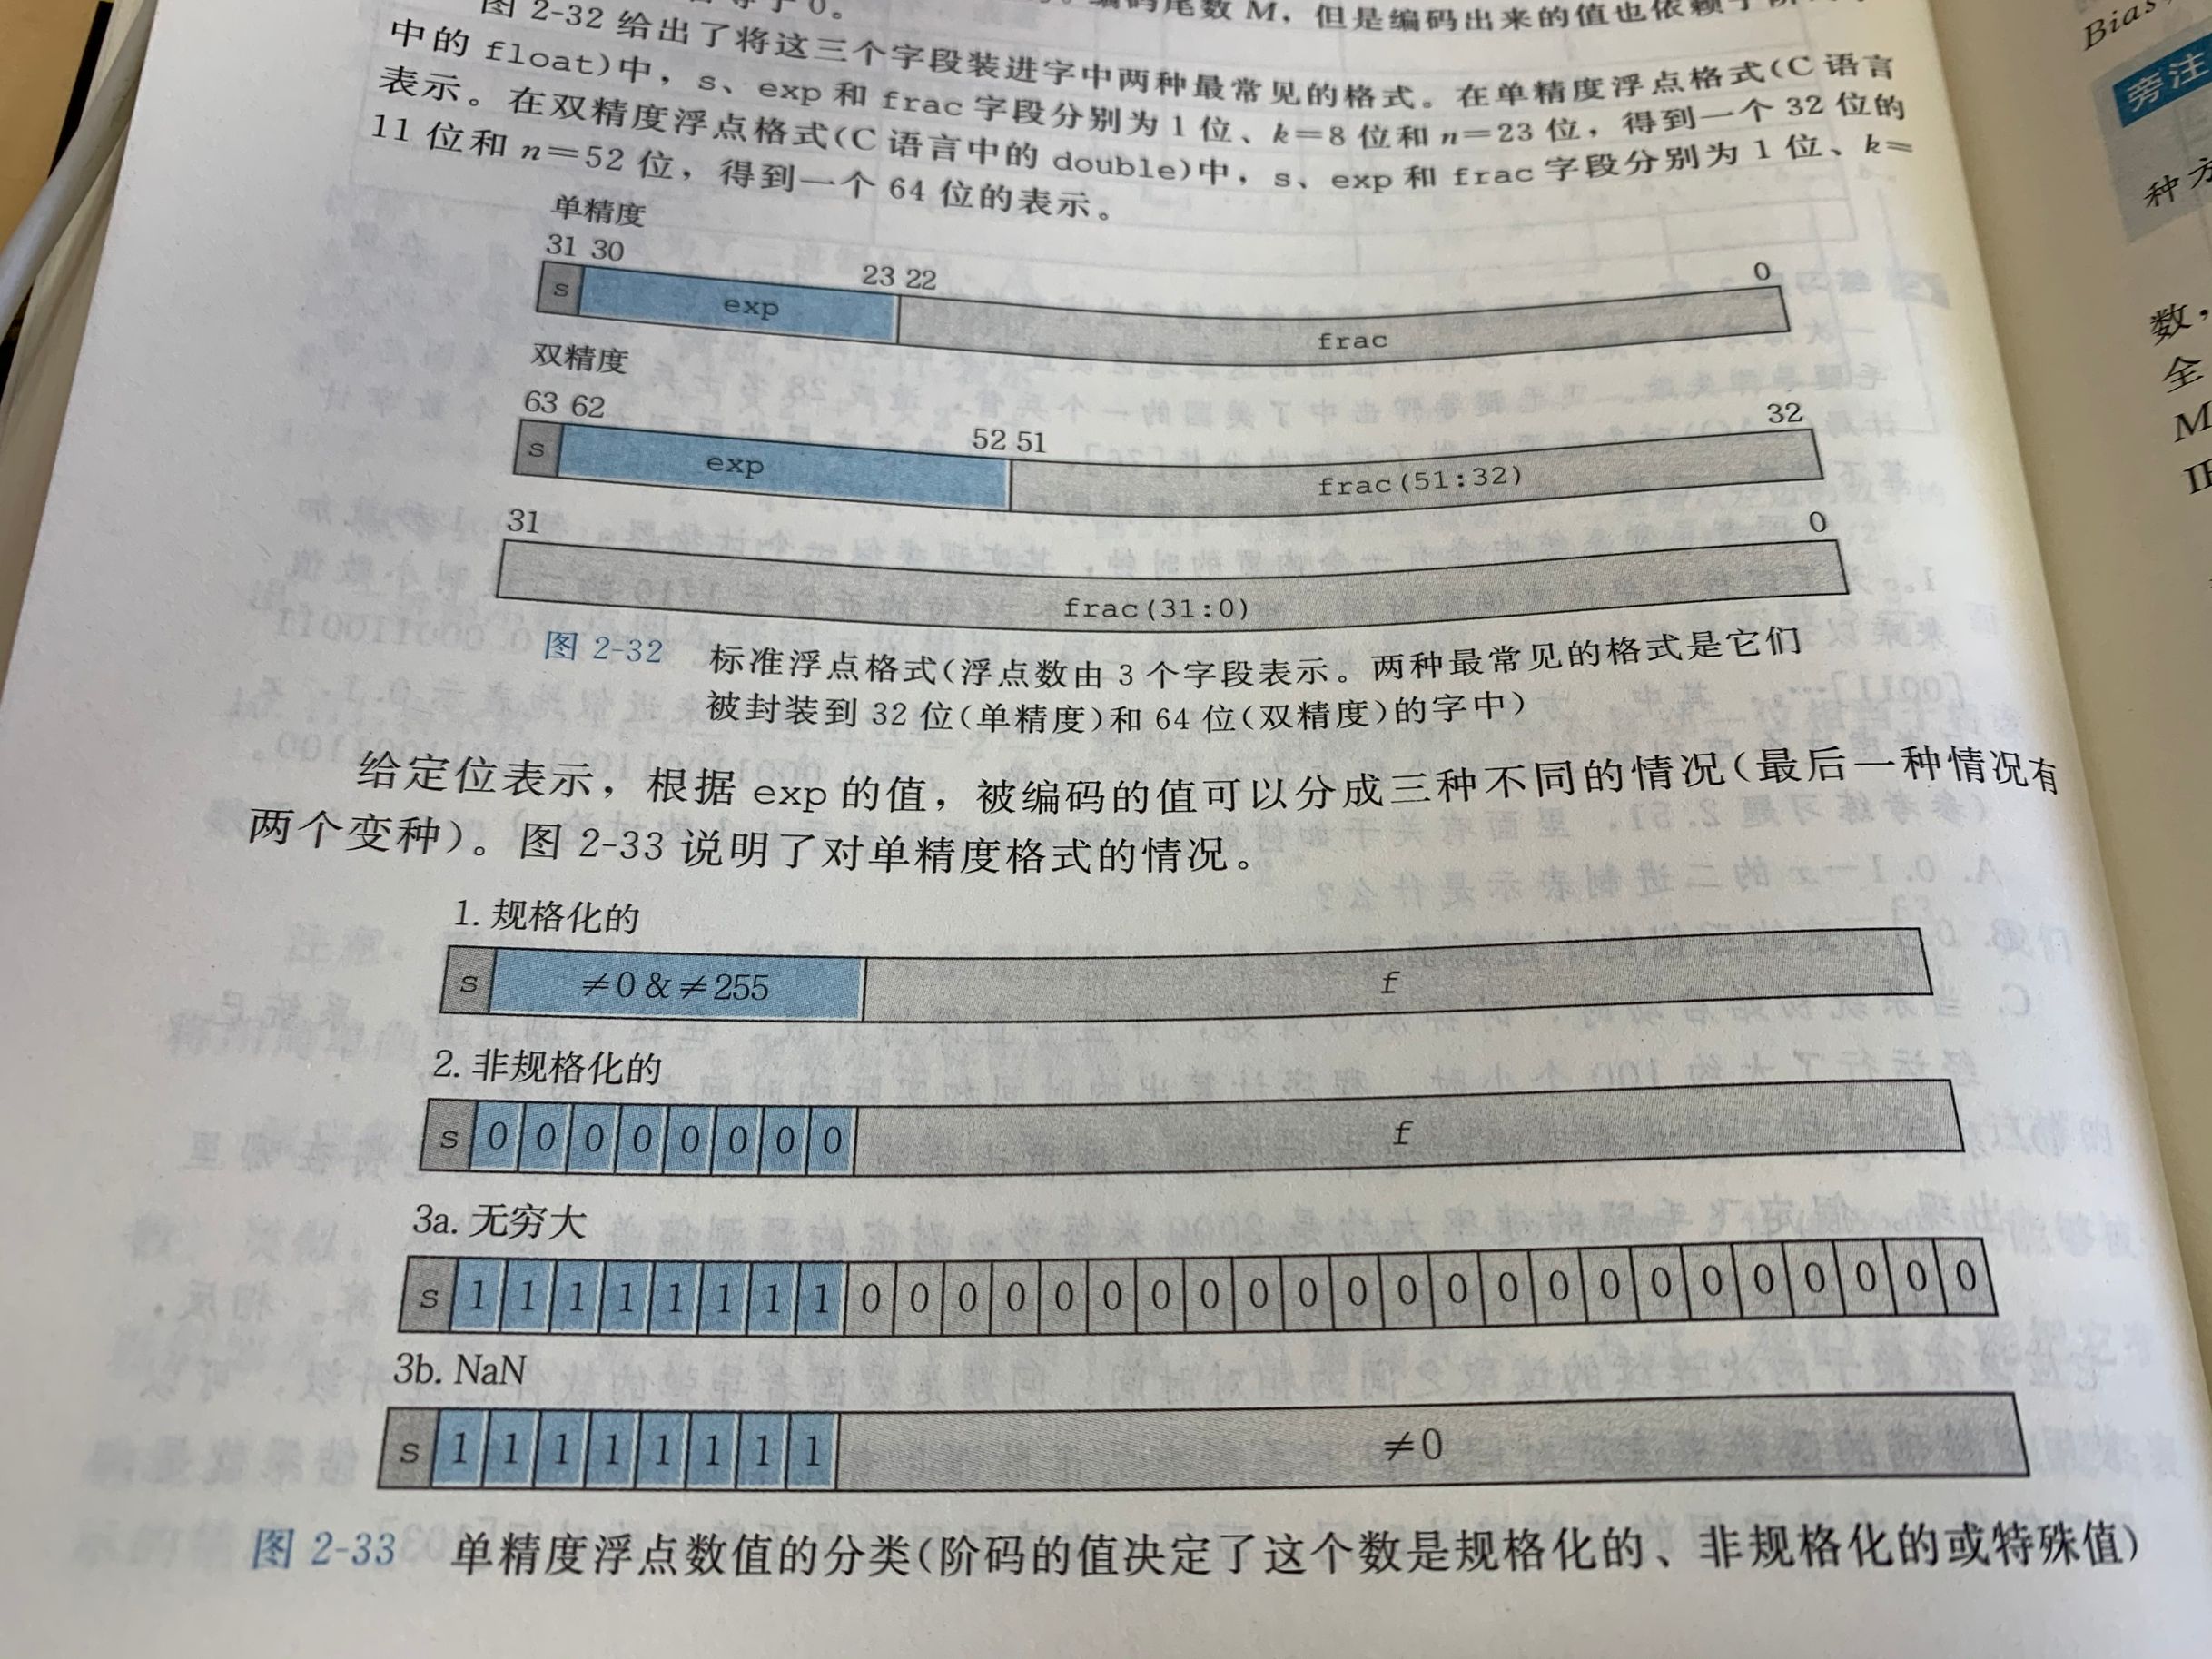 编码尾数M,但是编码出来的值也依赖于
图 2-32 给出了将这三个字段装进字中两种最常见的格式。在单精度浮点格式(C语言
中的 float)中,s、exp 和 frac 字段分别为 1 位、k=8 位和 n=23 位,得到一个 32 位的
表示。在双精度浮点格式(C 语言中的 double)中,s、exp 和 frac 字段分别为 1 位、k=
11 位和 n=52 位,得到一个 64 位的表示。
单精度
31 30 23 22 0
s exp frac
双精度
63 62 52 51 32
s exp frac(51:32)
31 0
frac(31:0)
图 2-32 标准浮点格式(浮点数由 3 个字段表示。两种最常见的格式是它们
被封装到 32 位(单精度)和 64 位(双精度)的字中)
给定位表示,根据 exp 的值,被编码的值可以分成三种不同的情况(最后一种情况有
两个变种)。图 2-33 说明了对单精度格式的情况。
1. 规格化的
s ≠0 & ≠255 f
2. 非规格化的
s 0 0 0 0 0 0 0 0 f
3a. 无穷大
s 1 1 1 1 1 1 1 1 0 0 0 0 0 0 0 0 0 0 0 0 0 0 0 0 0 0 0 0 0 0 0
3b. NaN
s 1 1 1 1 1 1 1 1 ≠0
图 2-33 单精度浮点数值的分类(阶码的值决定了这个数是规格化的、非规格化的或特殊值)
Bias
旁注
种
数,
全
M